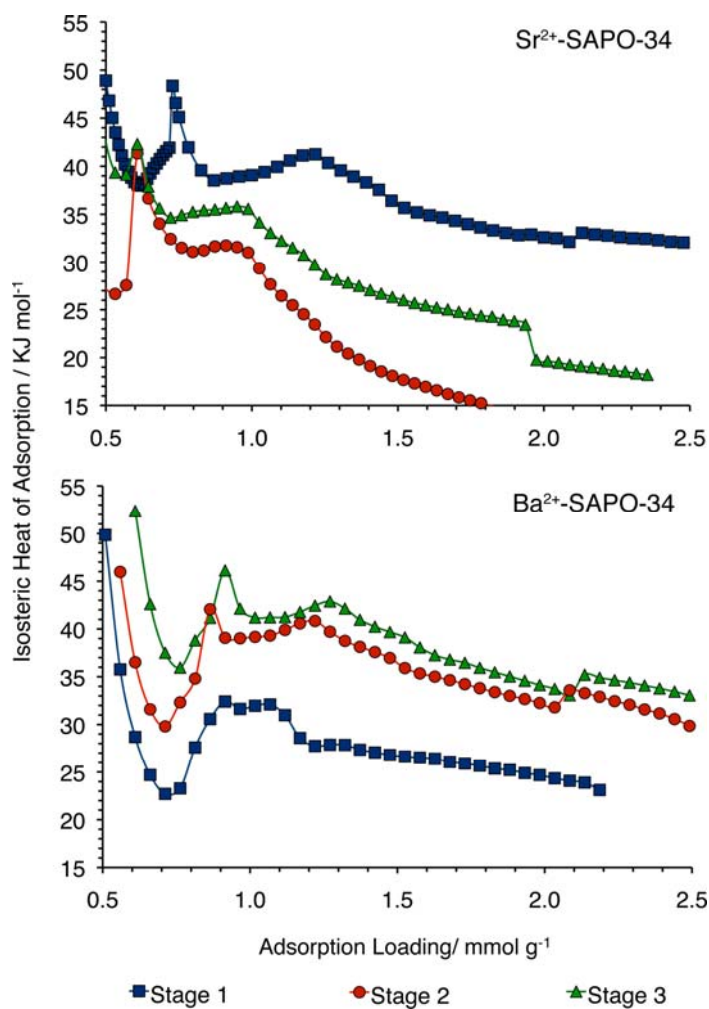 Sr²⁺-SAPO-34
55
50
45
40
35
30
25
20
15
0.5 1.0 1.5 2.0 2.5
Isosteric Heat of Adsorption / KJ mol⁻¹
Ba²⁺-SAPO-34
55
50
45
40
35
30
25
20
15
0.5 1.0 1.5 2.0 2.5
Adsorption Loading/ mmol g⁻¹
Stage 1 Stage 2 Stage 3